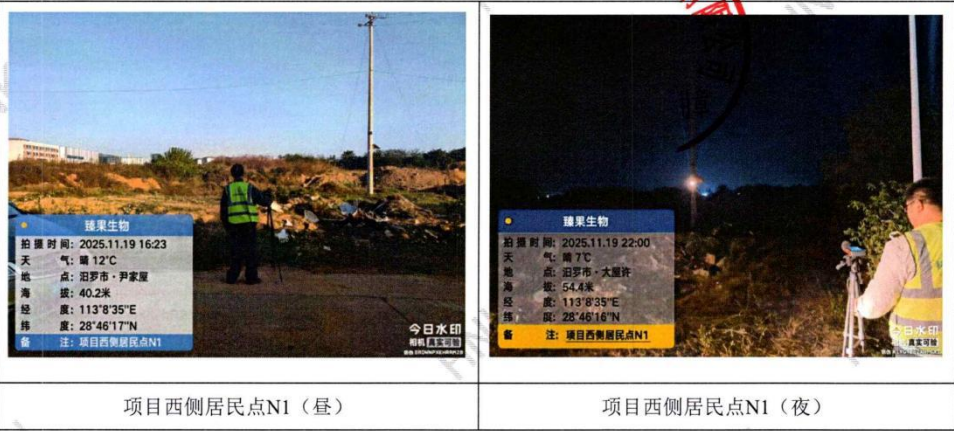 臻果生物
拍摄时间: 2025.11.19 16:23
天 气: 晴 12℃
地 点: 汨罗市·尹家屋
海 拔: 40.2米
经 度: 113°8'35"E
纬 度: 28°46'17"N
备 注: 项目西侧居民点N1
今日水印
相机 真实可验
臻果生物
拍摄时间: 2025.11.19 22:00
天 气: 晴 7℃
地 点: 汨罗市·大屋许
海 拔: 54.4米
经 度: 113°8'35"E
纬 度: 28°46'16"N
备 注: 项目西侧居民点N1
今日水印
真实可验
项目西侧居民点N1（昼）
项目西侧居民点N1（夜）